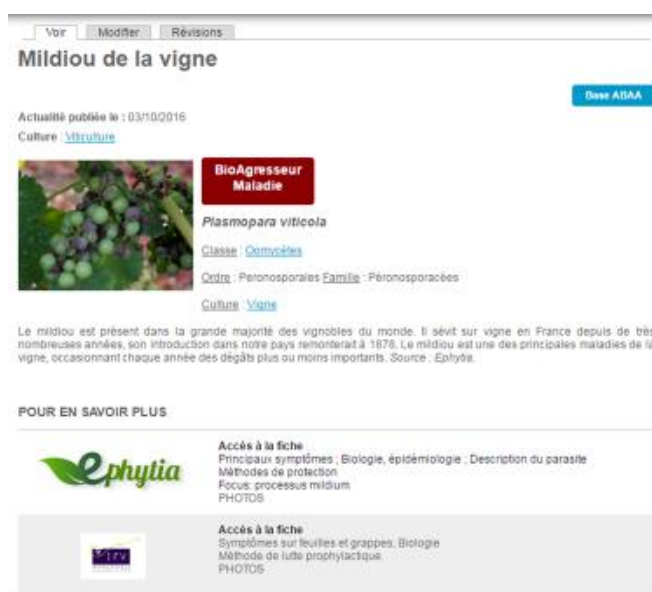 Voir Modifier Révisions
Mildiou de la vigne
Base ABAA
Actualité publiée le : 03/10/2016
Culture : Viticulture
BioAgresseur
Maladie
Plasmopara viticola
Classe : Oomycètes
Ordre : Peronosporales Famille : Péronosporacées
Culture : Vigne
Le mildiou est présent dans la grande majorité des vignobles du monde. Il sévit sur vigne en France depuis de très
nombreuses années, son introduction dans notre pays remonterait à 1878. Le mildiou est une des principales maladies de la
vigne, occasionnant chaque année des dégâts plus ou moins importants. Source : Ephytia.
POUR EN SAVOIR PLUS
ephytia
Accès à la fiche
Principaux symptômes ; Biologie, épidémiologie ; Description du parasite
Méthodes de protection
Focus: processus mildium
PHOTOS
Accès à la fiche
Symptômes sur feuilles et grappes, Biologie
Méthode de lutte prophylactique
PHOTOS